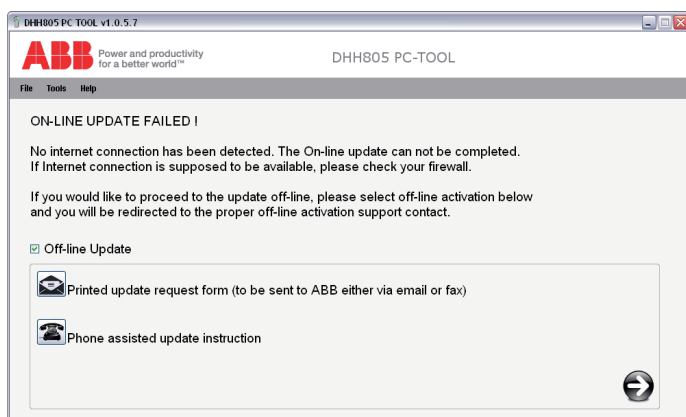 DHH805 PC TOOL v1.0.5.7
ABB
Power and productivity
for a better world™
DHH805 PC-TOOL
File Tools Help
ON-LINE UPDATE FAILED !
No internet connection has been detected. The On-line update can not be completed.
If Internet connection is supposed to be available, please check your firewall.
If you would like to proceed to the update off-line, please select off-line activation below
and you will be redirected to the proper off-line activation support contact.
Off-line Update
Printed update request form (to be sent to ABB either via email or fax)
Phone assisted update instruction